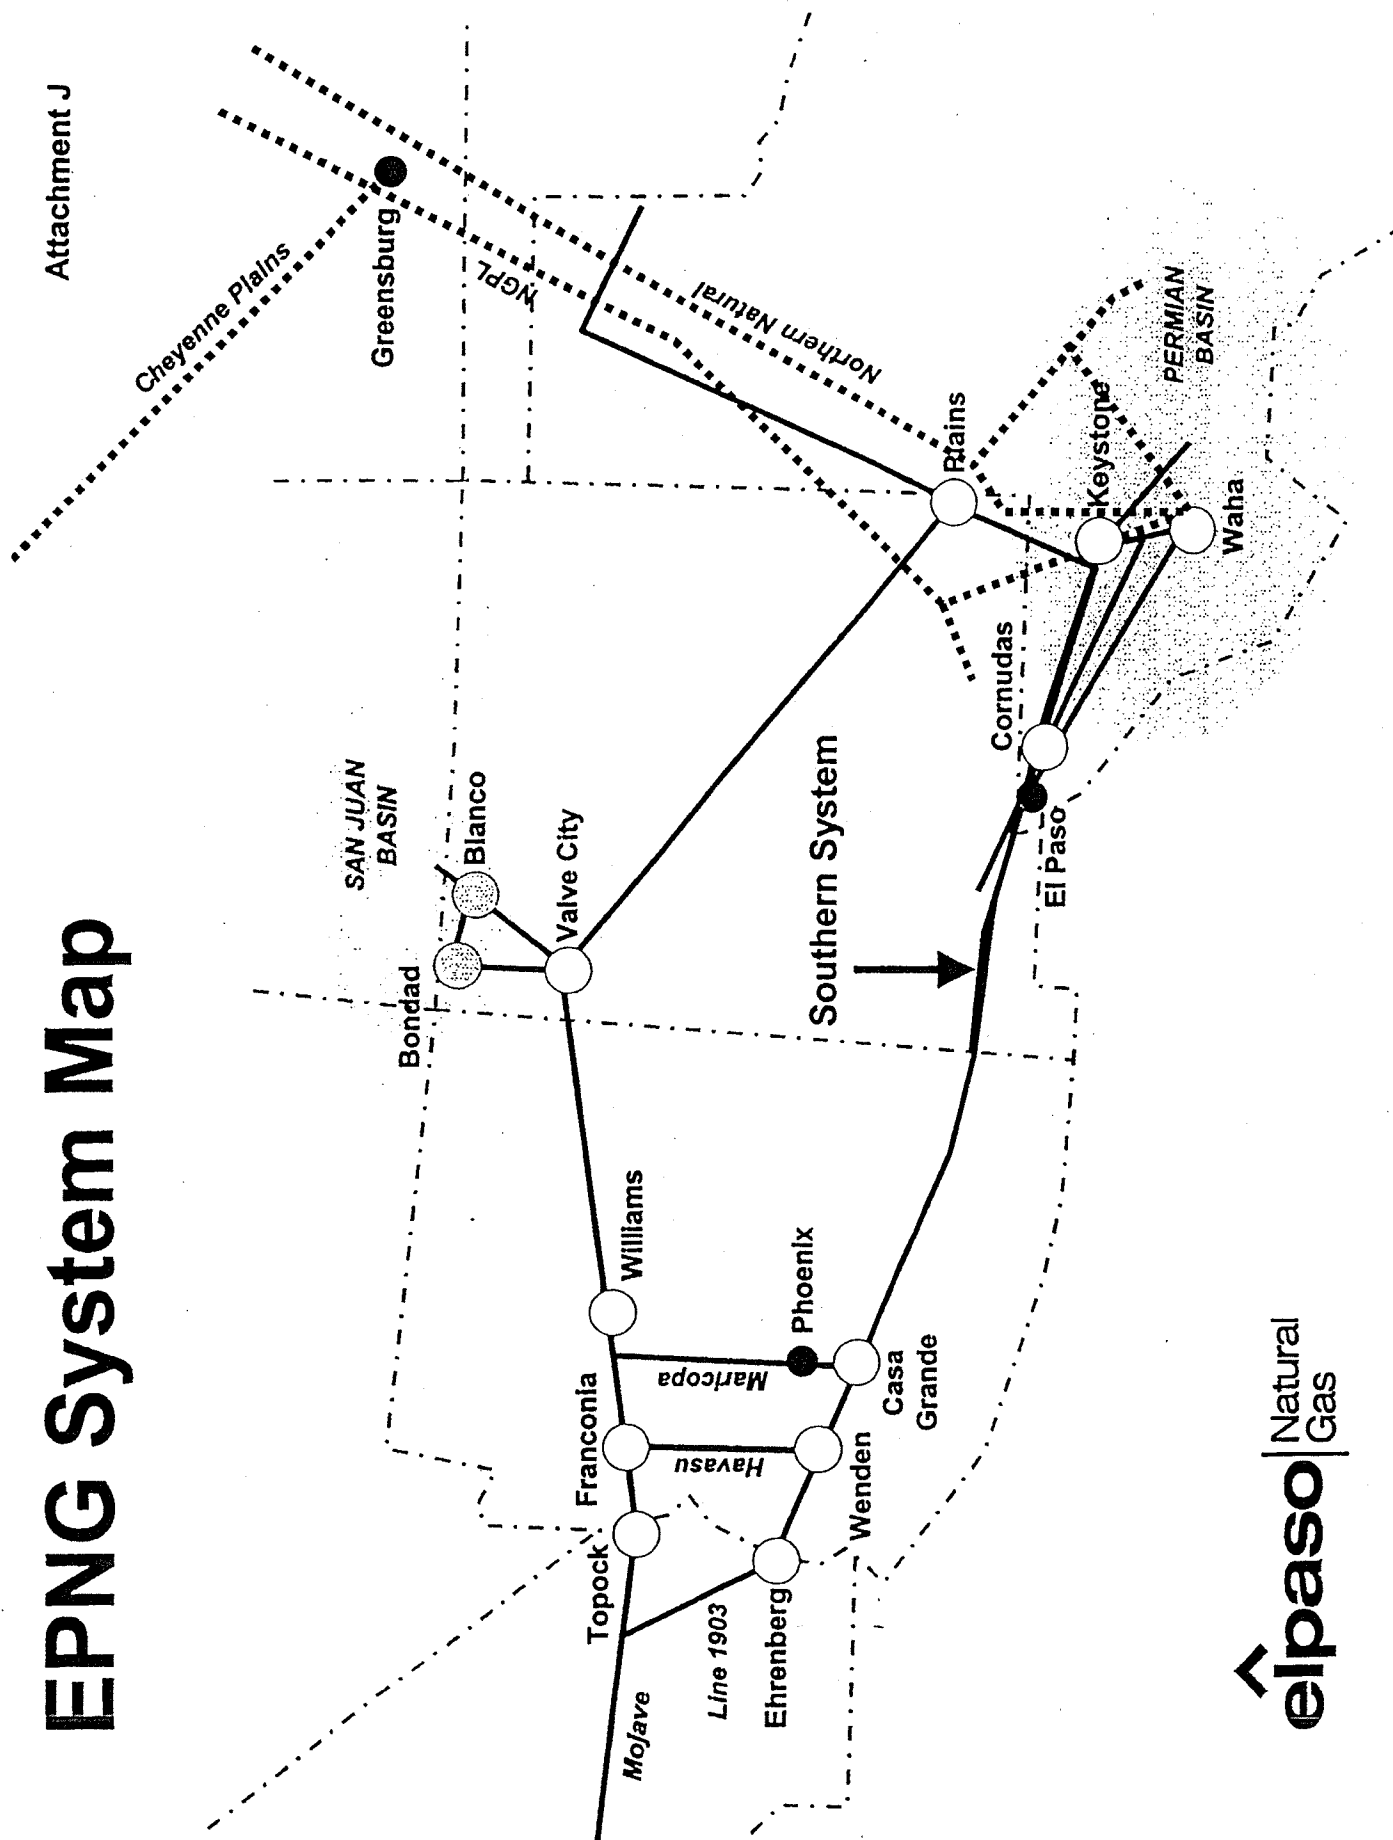 Attachment J
EPNG System Map
Cheyenne Plains
Greensburg
NGPL
Northern Natural
SAN JUAN
BASIN
Bondad
Blanco
Valve City
Williams
Franconia
Topock
Mojave
Line 1903
Ehrenberg
Havasu
Wenden
Maricopa
Phoenix
Casa
Grande
Southern System
El Paso
Cornudas
Plains
Keystone
Waha
PERMIAN
BASIN
elpaso
Natural
Gas